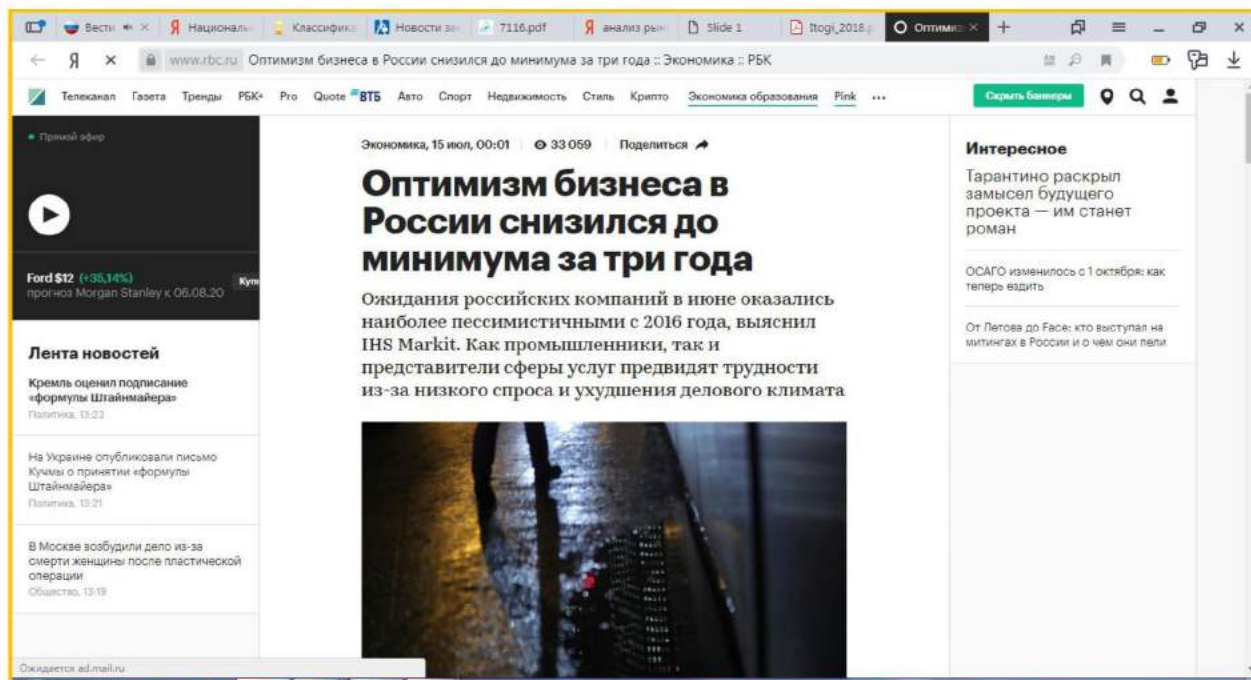 Вести
Национальн
Классифика
Новости за
7116.pdf
анализ рын
Slide 1
Itogi_2018.p
Оптимиз
Я
www.rbc.ru Оптимизм бизнеса в России снизился до минимума за три года :: Экономика :: РБК
Телеканал Газета Тренды РБК+ Pro Quote ВТБ Авто Спорт Недвижимость Стиль Крипто Экономика образования Pink ...
Скрыть баннеры
Прямой эфир
Ford $12 (+35,14%)
прогноз Morgan Stanley к 06.08.20
Лента новостей
Кремль оценил подписание
«формулы Штайнмайера»
Политика, 13:23
На Украине опубликовали письмо
Кучмы о принятии «формулы
Штайнмайера»
Политика, 13:21
В Москве возбудили дело из-за
смерти женщины после пластической
операции
Общество, 13:19
Экономика, 15 июл, 00:01 33 059 Поделиться
Оптимизм бизнеса в
России снизился до
минимума за три года
Ожидания российских компаний в июне оказались
наиболее пессимистичными с 2016 года, выяснил
IHS Markit. Как промышленники, так и
представители сферы услуг предвидят трудности
из-за низкого спроса и ухудшения делового климата
Интересное
Тарантино раскрыл
замысел будущего
проекта — им станет
роман
ОСАГО изменилось с 1 октября: как
теперь ездить
От Летова до Face: кто выступал на
митингах в России и о чем они пели
Ожидается ad.mail.ru